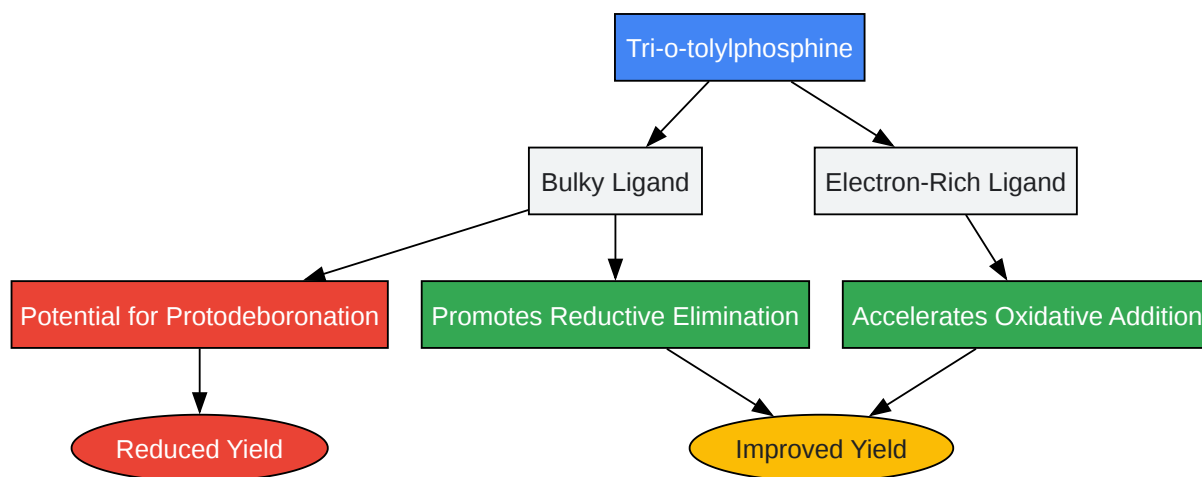 Tri-o-tolylphosphine
Bulky Ligand
Electron-Rich Ligand
Potential for Protodeboronation
Promotes Reductive Elimination
Accelerates Oxidative Addition
Reduced Yield
Improved Yield